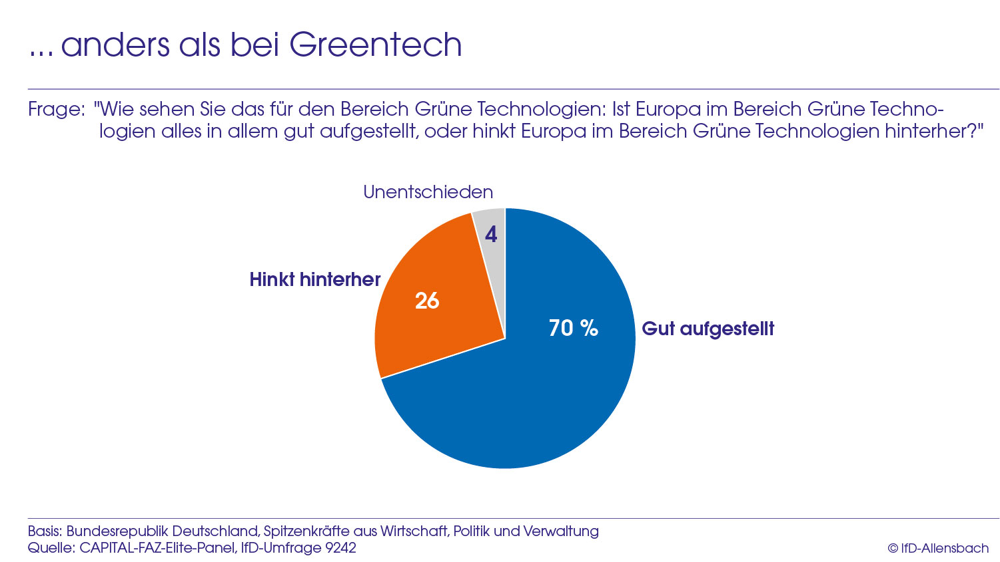 ... anders als bei Greentech
Frage: "Wie sehen Sie das für den Bereich Grüne Technologien: Ist Europa im Bereich Grüne Techno-
logien alles in allem gut aufgestellt, oder hinkt Europa im Bereich Grüne Technologien hinterher?"
Unentschieden
4
Hinkt hinterher
26
70 %
Gut aufgestellt
Basis: Bundesrepublik Deutschland, Spitzenkräfte aus Wirtschaft, Politik und Verwaltung
Quelle: CAPITAL-FAZ-Elite-Panel, IfD-Umfrage 9242
© IfD-Allensbach